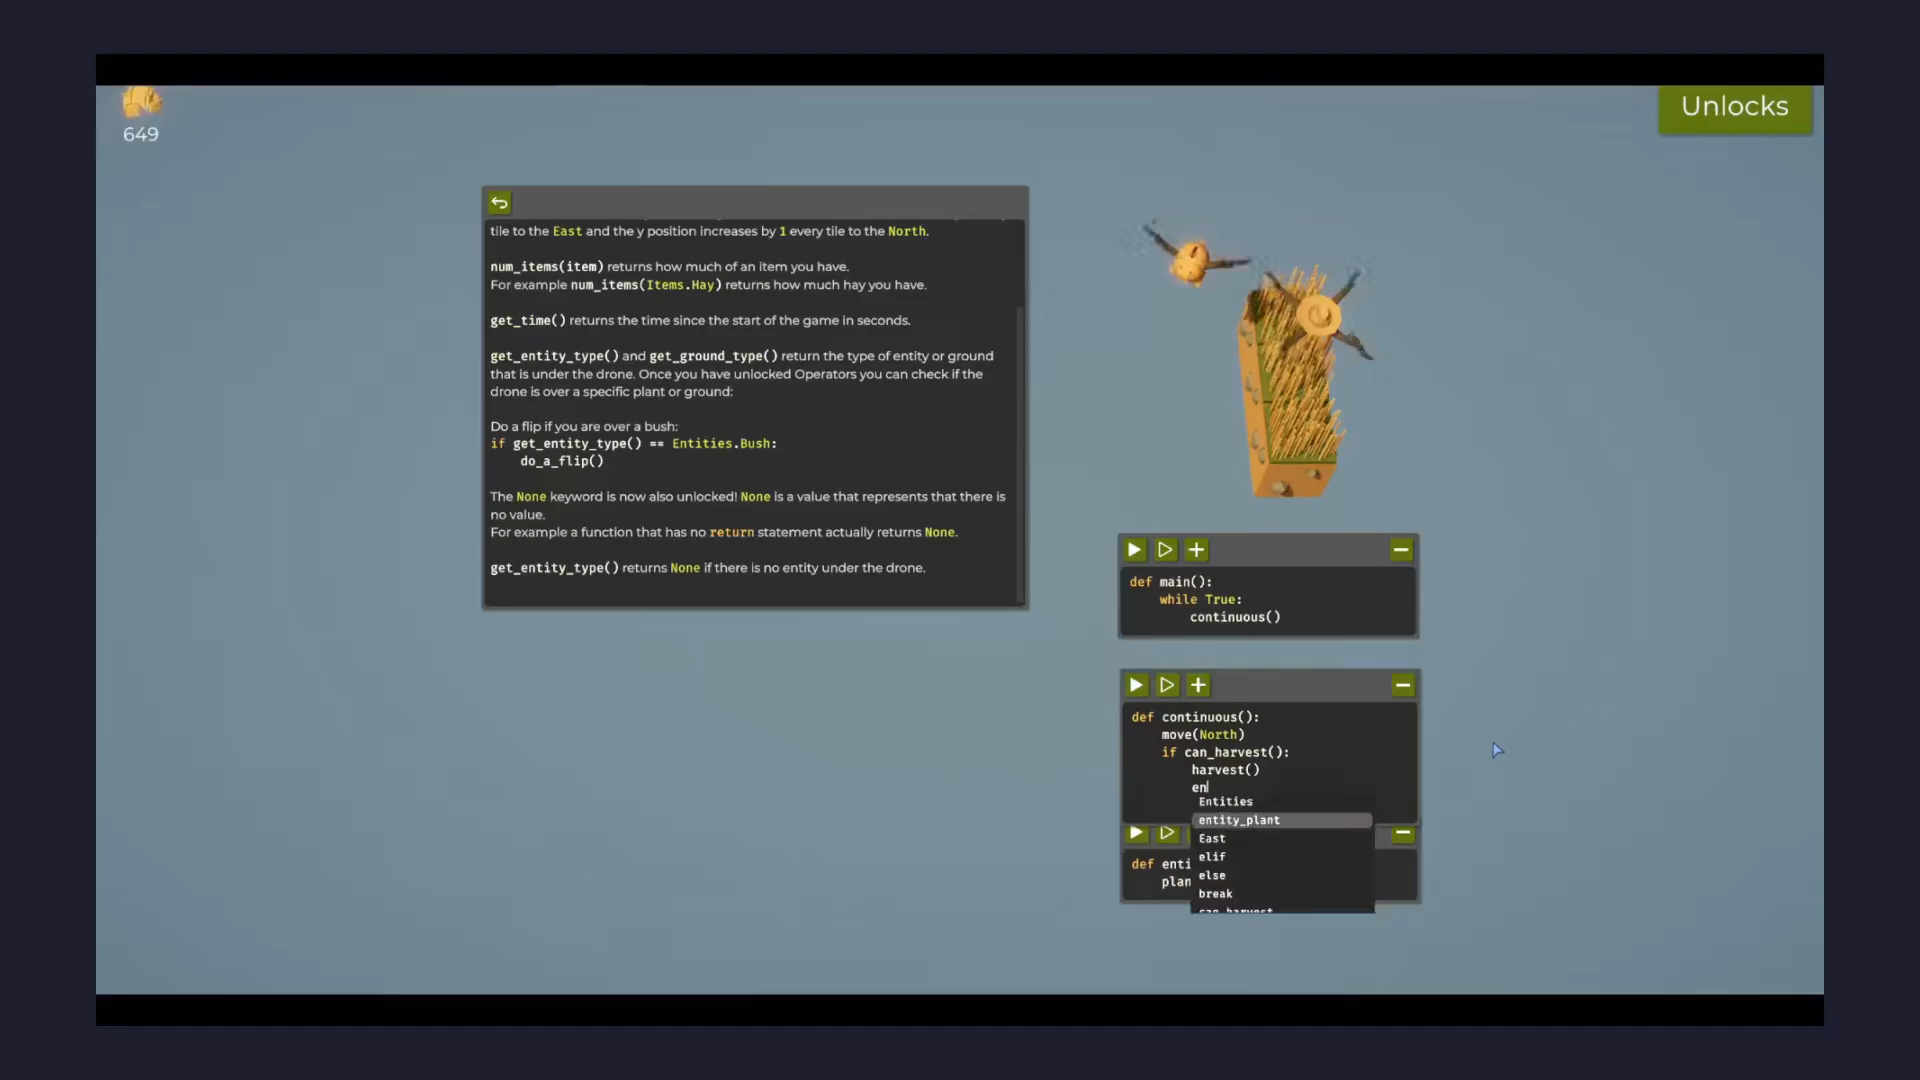 649
Unlocks
tile to the East and the y position increases by 1 every tile to the North.
num_items(item) returns how much of an item you have.
For example num_items(Items.Hay) returns how much hay you have.
get_time() returns the time since the start of the game in seconds.
get_entity_type() and get_ground_type() return the type of entity or ground
that is under the drone. Once you have unlocked Operators you can check if the
drone is over a specific plant or ground:
Do a flip if you are over a bush:
if get_entity_type() == Entities.Bush:
do_a_flip()
The None keyword is now also unlocked! None is a value that represents that there is
no value.
For example a function that has no return statement actually returns None.
get_entity_type() returns None if there is no entity under the drone.
def main():
while True:
continuous()
def continuous():
move(North)
if can_harvest():
harvest()
en
Entities
entity_plant
East
elif
else
break
can_harvest
def enti
plan